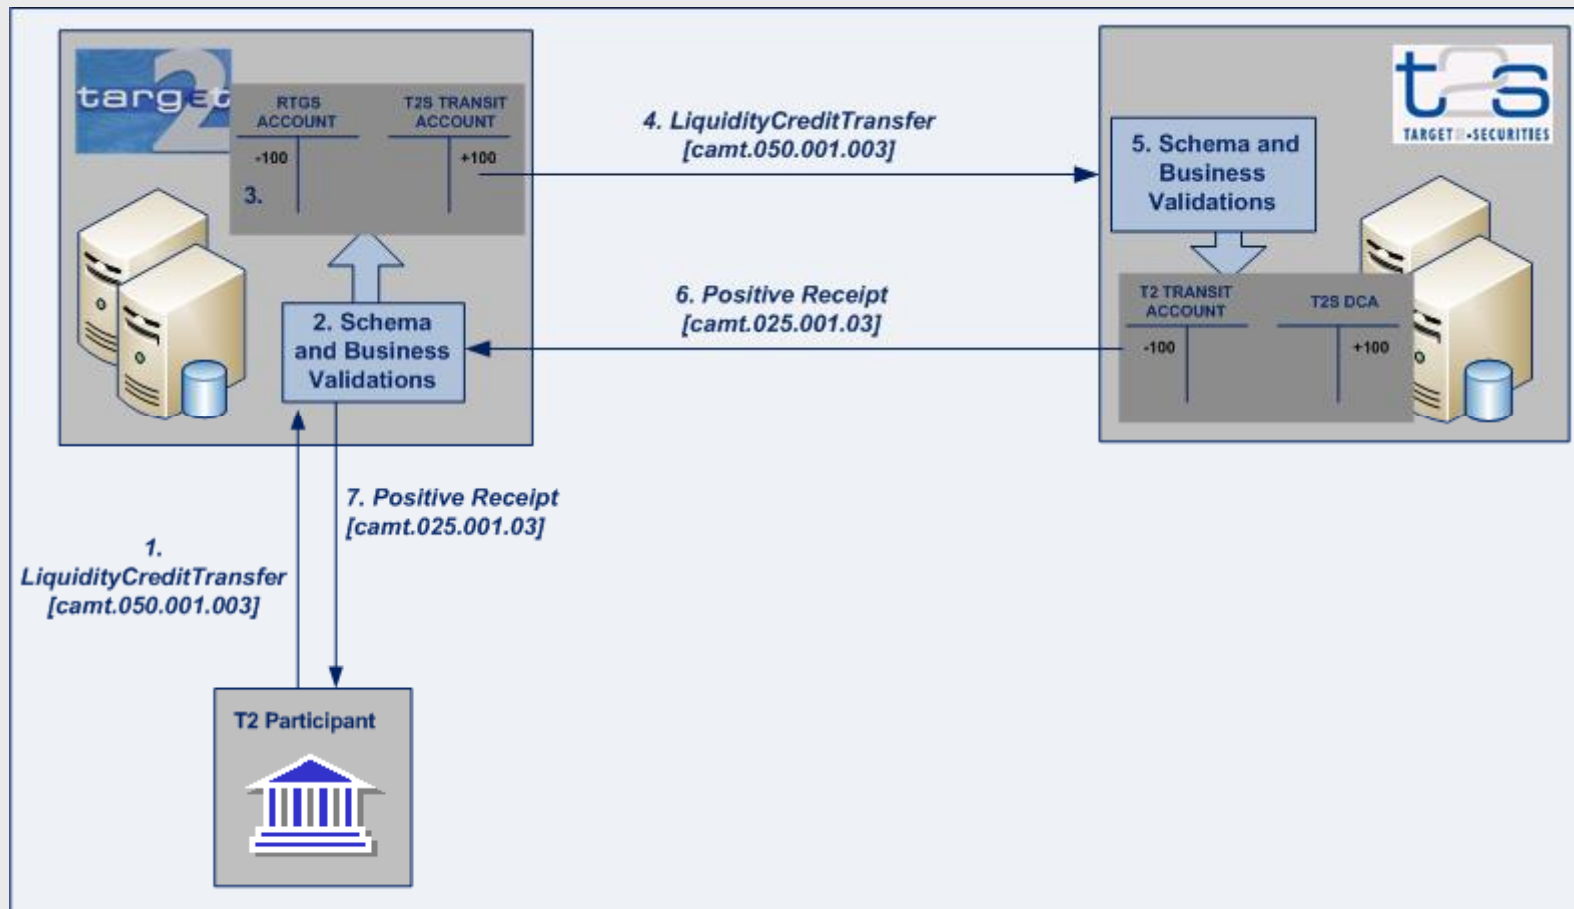 target
2
RTGS
ACCOUNT
T2S TRANSIT
ACCOUNT
-100
+100
3.
2. Schema
and Business
Validations
4. LiquidityCreditTransfer
[camt.050.001.003]
t2s
TARGET2-SECURITIES
5. Schema and
Business
Validations
6. Positive Receipt
[camt.025.001.03]
T2 TRANSIT
ACCOUNT
T2S DCA
-100
+100
7. Positive Receipt
[camt.025.001.03]
1.
LiquidityCreditTransfer
[camt.050.001.003]
T2 Participant